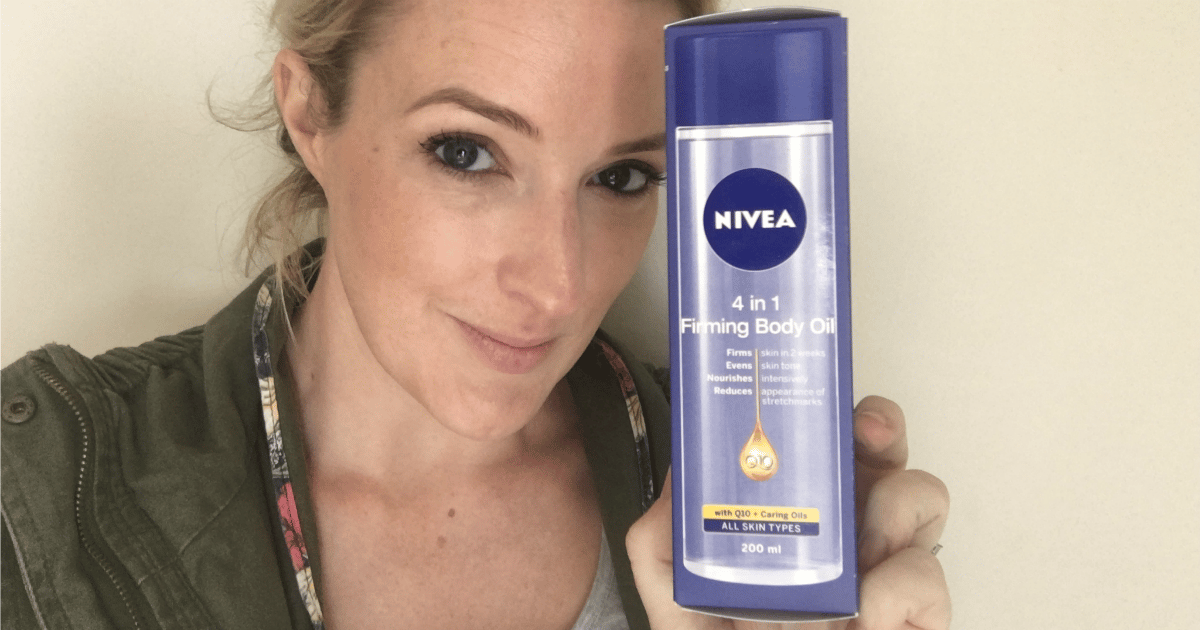 NIVEA
4 in 1
Firming Body Oil
Firms skin in 2 weeks
Evens skin tone
Nourishes intensively
Reduces appearance of
stretchmarks
Q10
with Q10 + Caring Oils
ALL SKIN TYPES
200 ml